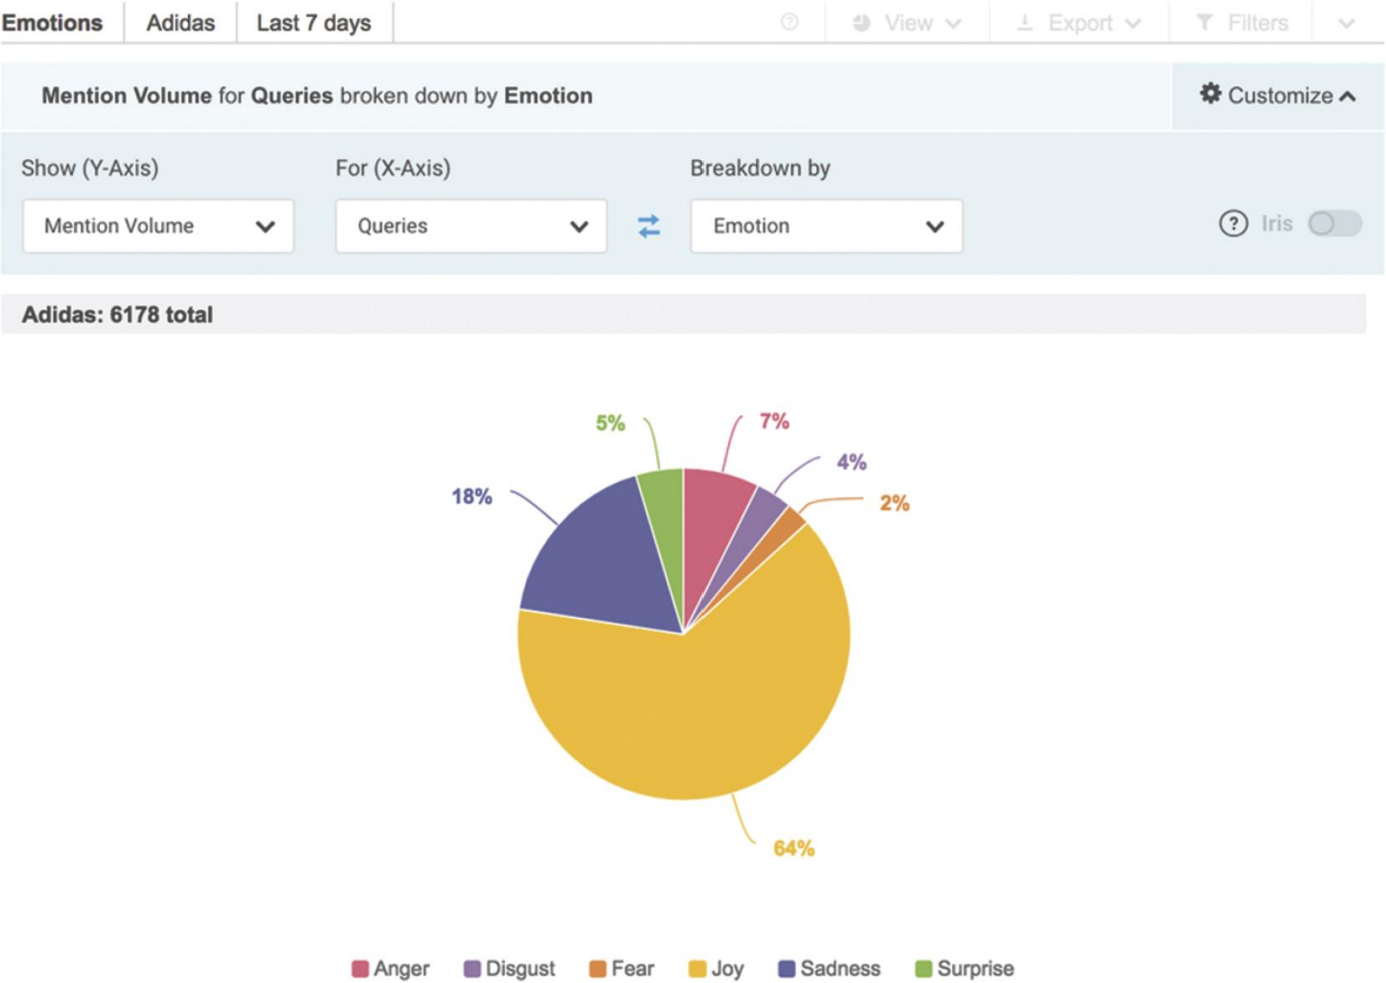 Emotions Adidas Last 7 days ? View Export Filters
Mention Volume for Queries broken down by Emotion Customize
Show (Y-Axis) For (X-Axis) Breakdown by
Mention Volume Queries Emotion ? Iris
Adidas: 6178 total
5% 7%
4%
18% 2%
64%
Anger Disgust Fear Joy Sadness Surprise